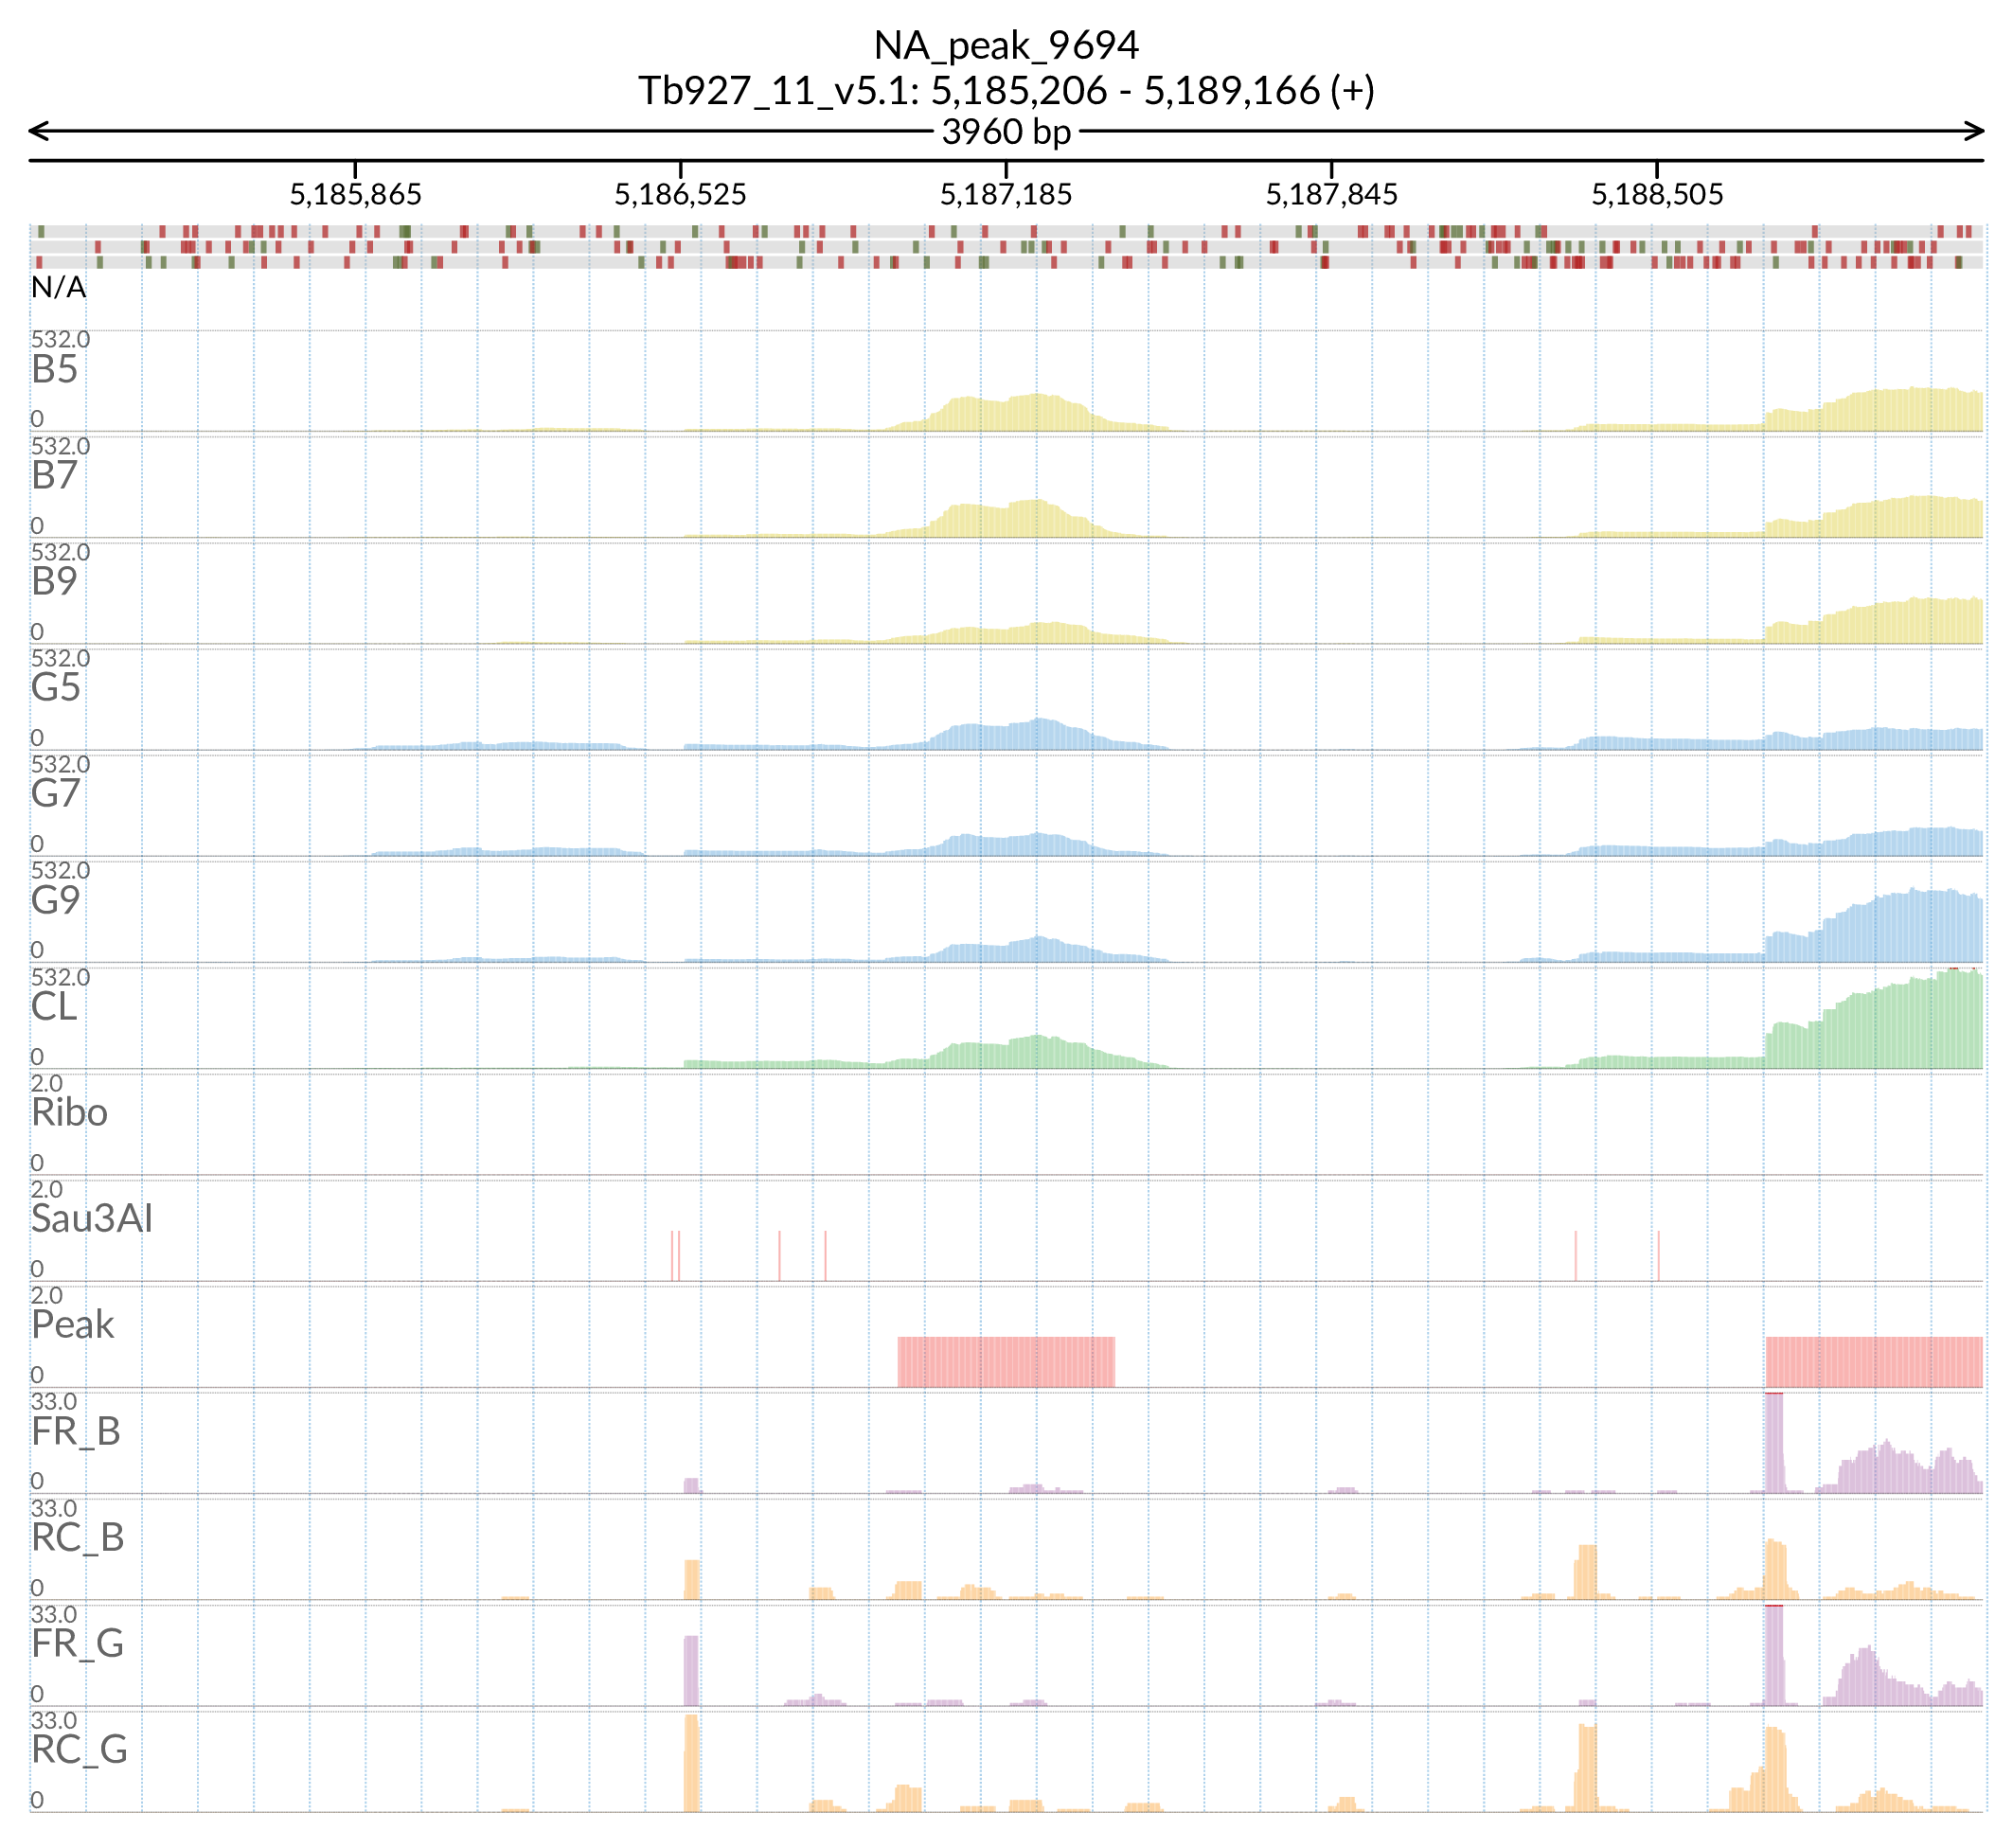 NA_peak_9694
Tb927_11_v5.1: 5,185,206 - 5,189,166 (+)
3960 bp
5,185,865 5,186,525 5,187,185 5,187,845 5,188,505
N/A
532.0
B5
0
532.0
B7
0
532.0
B9
0
532.0
G5
0
532.0
G7
0
532.0
G9
0
532.0
CL
0
2.0
Ribo
0
2.0
Sau3AI
0
2.0
Peak
0
33.0
FR_B
0
33.0
RC_B
0
33.0
FR_G
0
33.0
RC_G
0